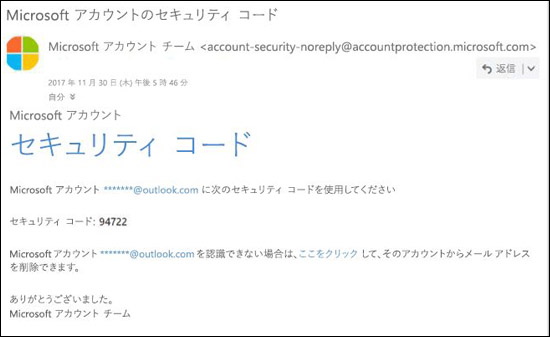 Microsoft アカウントのセキュリティ コード
Microsoft アカウント チーム <account-security-noreply@accountprotection.microsoft.com>
返信
2017 年 11 月 30 日 (木) 午後 5 時 46 分
自分
Microsoft アカウント
セキュリティ コード
Microsoft アカウント *******@outlook.com に次のセキュリティ コードを使用してください
セキュリティ コード: 94722
Microsoft アカウント *******@outlook.com を認識できない場合は、ここをクリック して、そのアカウントからメール アドレス
を削除できます。
ありがとうございました。
Microsoft アカウント チーム